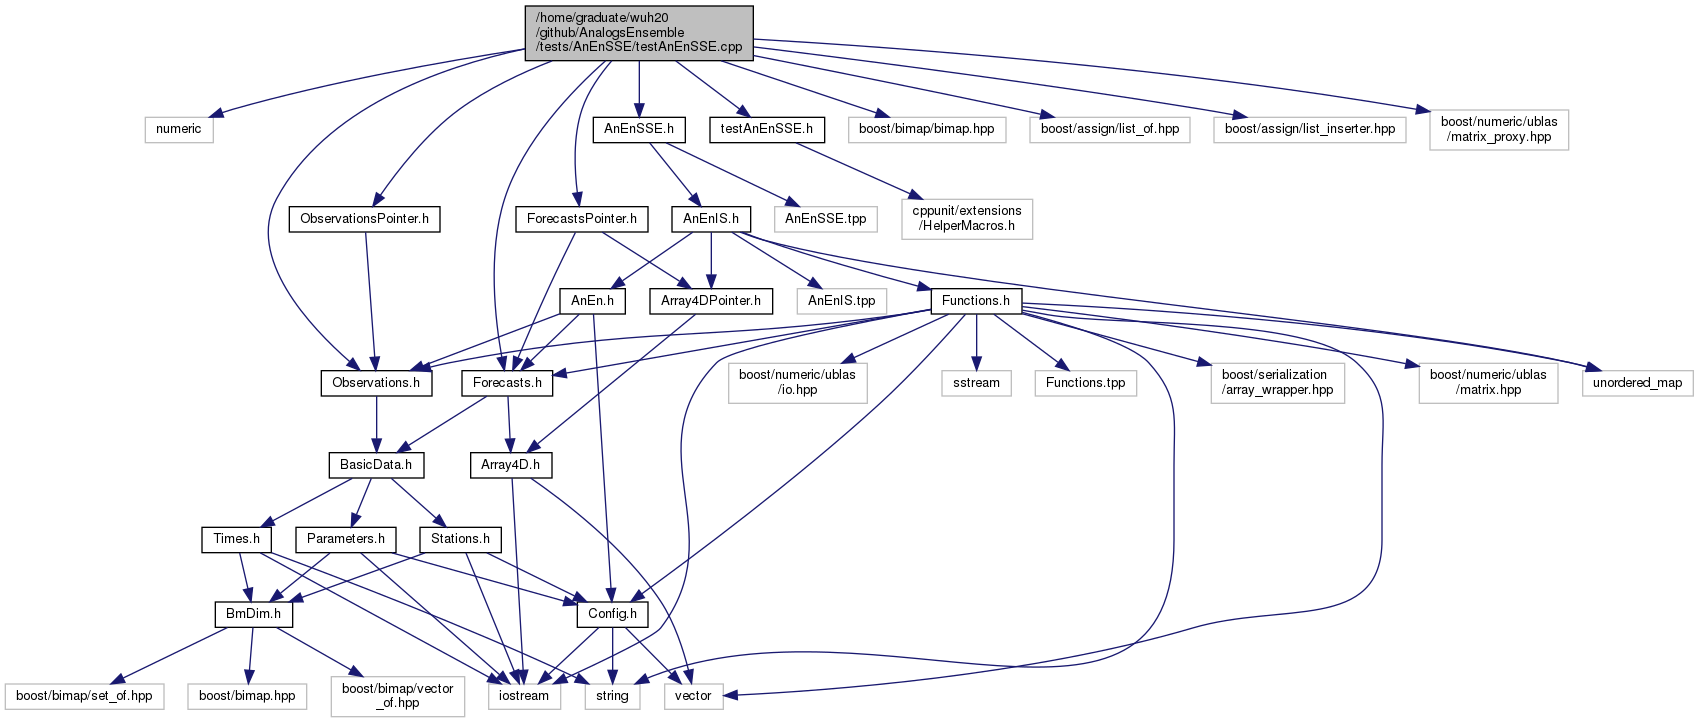 /home/graduate/wuh20
/github/AnalogsEnsemble
/tests/AnEnSSE/testAnEnSSE.cpp
numeric
AnEnSSE.h
testAnEnSSE.h
boost/bimap/bimap.hpp
boost/assign/list_of.hpp
boost/assign/list_inserter.hpp
boost/numeric/ublas
/matrix_proxy.hpp
ObservationsPointer.h
ForecastsPointer.h
AnEnIS.h
AnEnSSE.tpp
cppunit/extensions
/HelperMacros.h
AnEn.h
Array4DPointer.h
AnEnIS.tpp
Functions.h
Observations.h
Forecasts.h
boost/numeric/ublas
/io.hpp
sstream
Functions.tpp
boost/serialization
/array_wrapper.hpp
boost/numeric/ublas
/matrix.hpp
unordered_map
BasicData.h
Array4D.h
Times.h
Parameters.h
Stations.h
BmDim.h
Config.h
boost/bimap/set_of.hpp
boost/bimap.hpp
boost/bimap/vector
_of.hpp
iostream
string
vector